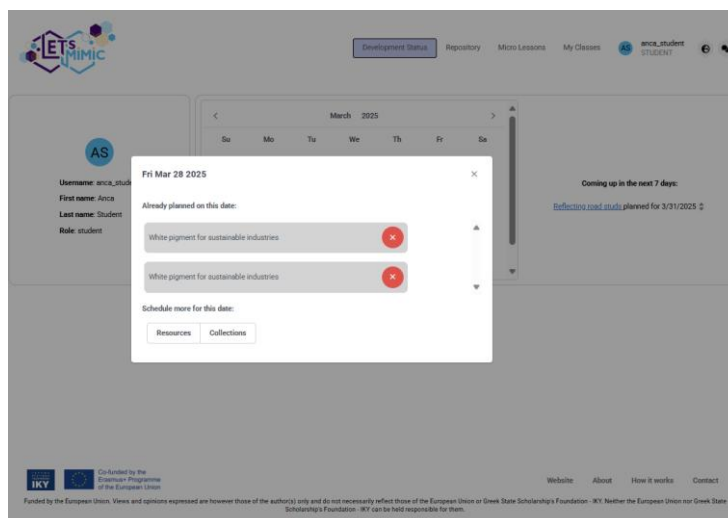 LET'S
MIMIC
Development Status
Repository
Micro Lessons
My Classes
AS
anca_student
STUDENT
AS
Username: anca_stud
First name: Anca
Last name: Student
Role: student
< March 2025 >
Su Mo Tu We Th Fr Sa
Coming up in the next 7 days:
Reflecting road study planned for 3/31/2025
Fri Mar 28 2025
Already planned on this date:
White pigment for sustainable industries
White pigment for sustainable industries
Schedule more for this date:
Resources Collections
IKY
Co-funded by the
Erasmus+ Programme
of the European Union
Website About How it works Contact
Funded by the European Union. Views and opinions expressed are however those of the author(s) only and do not necessarily reflect those of the European Union or Greek State Scholarship's Foundation - IKY. Neither the European Union nor Greek State
Scholarship's Foundation - IKY can be held responsible for them.